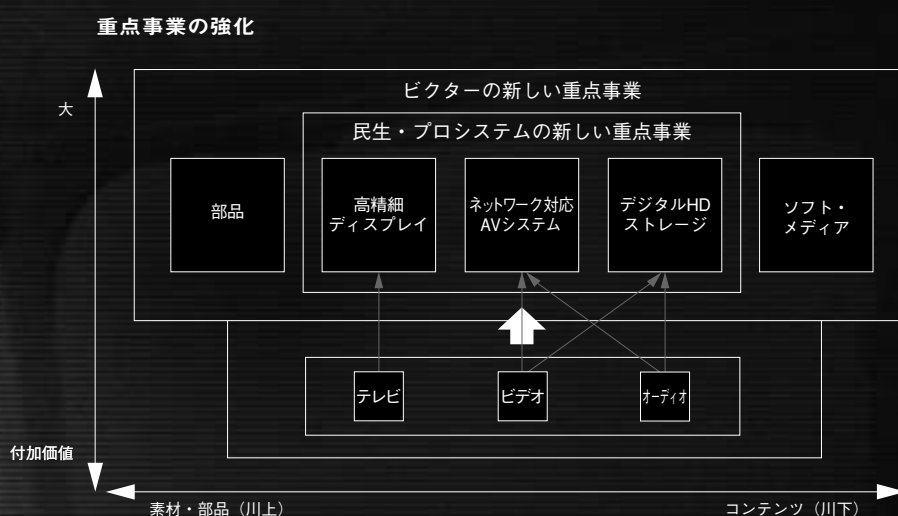 重点事業の強化
大
ビクターの新しい重点事業
民生・プロシステムの新しい重点事業
部品
高精細
ディスプレイ
ネットワーク対応
AVシステム
デジタルHD
ストレージ
ソフト・
メディア
テレビ
ビデオ
オーディオ
付加価値
素材・部品（川上）
コンテンツ（川下）